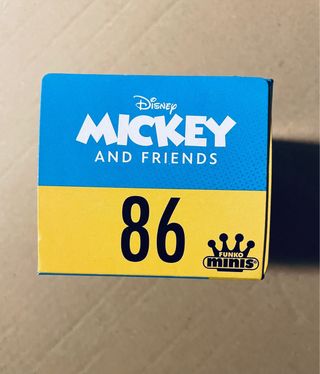 Disney
MICKEY
AND FRIENDS
86
FUNKO
minis